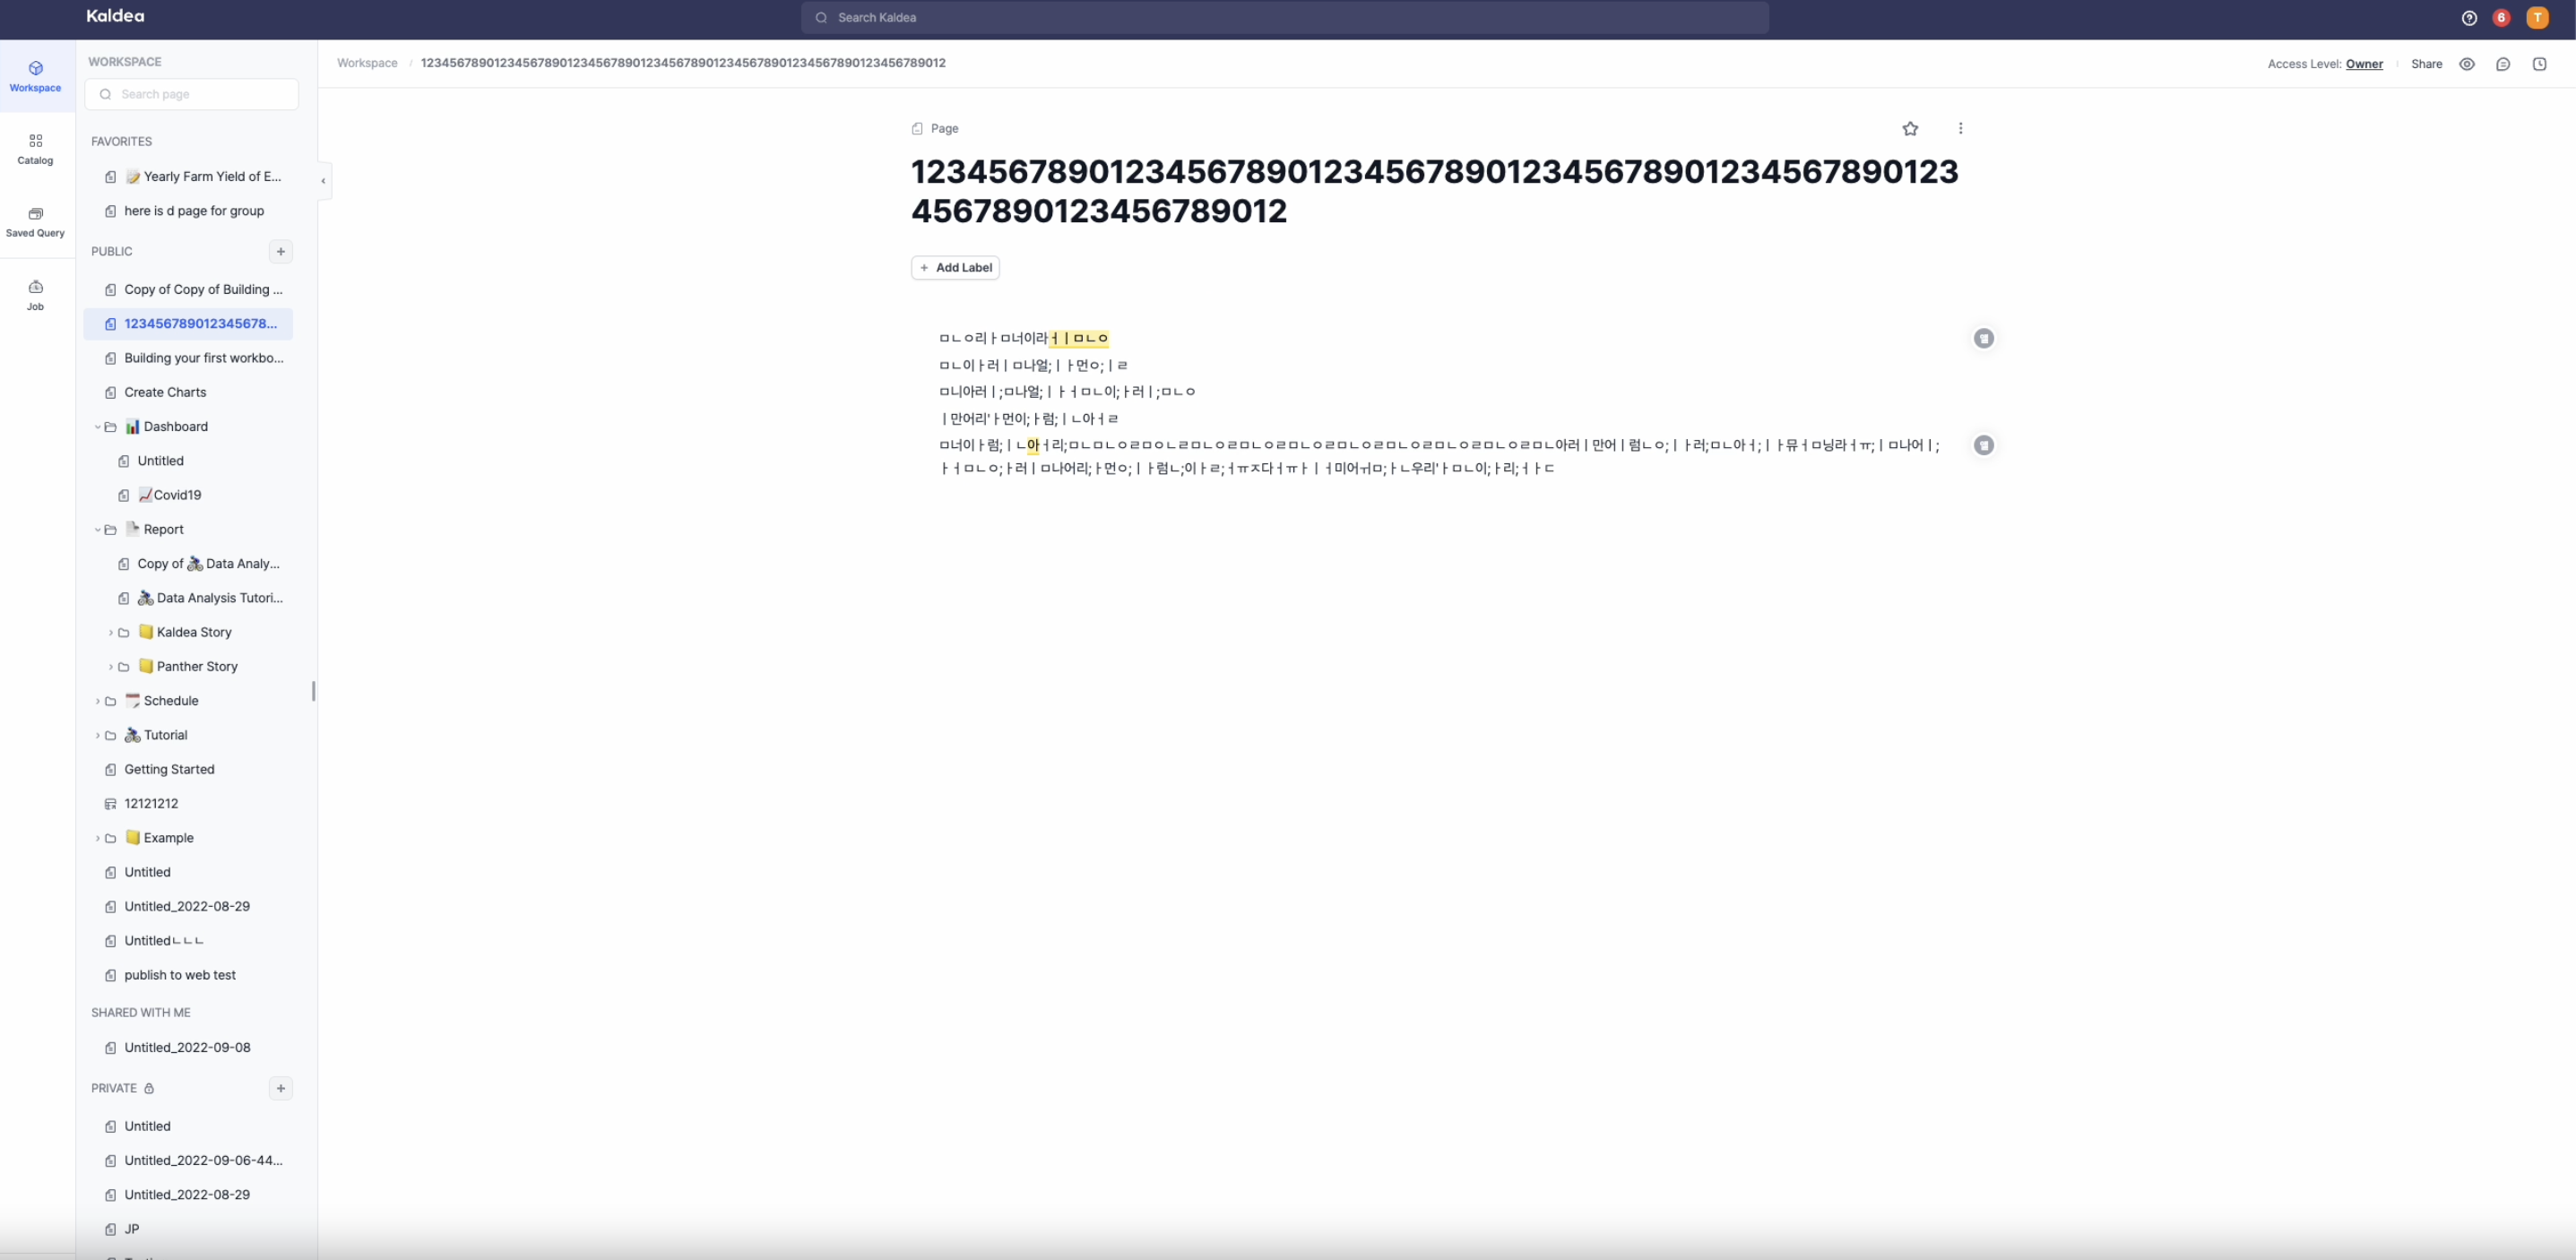 Kaldea
Search Kaldea
6
T
Workspace
Catalog
Saved Query
Job
WORKSPACE
Search page
FAVORITES
Yearly Farm Yield of E...
here is d page for group
PUBLIC
Copy of Copy of Building ...
123456789012345678...
Building your first workbo...
Create Charts
Dashboard
Untitled
Covid19
Report
Copy of Data Analy...
Data Analysis Tutori...
Kaldea Story
Panther Story
Schedule
Tutorial
Getting Started
12121212
Example
Untitled
Untitled_2022-08-29
Untitledㄴㄴㄴ
publish to web test
SHARED WITH ME
Untitled_2022-09-08
PRIVATE
Untitled
Untitled_2022-09-06-44...
Untitled_2022-08-29
JP
Workspace / 123456789012345678901234567890123456789012345678901234567890123456789012
Access Level: Owner
Share
Page
12345678901234567890123456789012345678901234567890123
4567890123456789012
Add Label
ㅁㄴㅇ리ㅏㅁ너이라ㅓㅣㅁㄴㅇ
ㅁㄴ이ㅏ러ㅣㅁ나얼;ㅣㅏ먼ㅇ;ㅣㄹ
ㅁ니아러ㅣ;ㅁ나얼;ㅣㅏㅓㅁㄴ이;ㅏ러ㅣ;ㅁㄴㅇ
ㅣ만어리'ㅏ먼이;ㅏ럼;ㅣㄴ아ㅓㄹ
ㅁ너이ㅏ럼;ㅣㄴ아ㅓ리;ㅁㄴㅁㄴㅇㄹㅁㅇㄴㄹㅁㄴㅇㄹㅁㄴㅇㄹㅁㄴㅇㄹㅁㄴㅇㄹㅁㄴㅇㄹㅁㄴㅇㄹㅁㄴㅇㄹㅁㄴ아러ㅣ만어ㅣ럼ㄴㅇ;ㅣㅏ러;ㅁㄴ아ㅓ;ㅣㅏ뮤ㅓㅁ닝라ㅓㅠ;ㅣㅁ나어ㅣ;
ㅏㅓㅁㄴㅇ;ㅏ러ㅣㅁ나어리;ㅏ먼ㅇ;ㅣㅏ럼ㄴ;이ㅏㄹ;ㅓㅠㅈ다ㅓㅠㅏㅣㅓ미어ㅟㅁ;ㅏㄴ우리'ㅏㅁㄴ이;ㅏ리;ㅓㅏㄷ